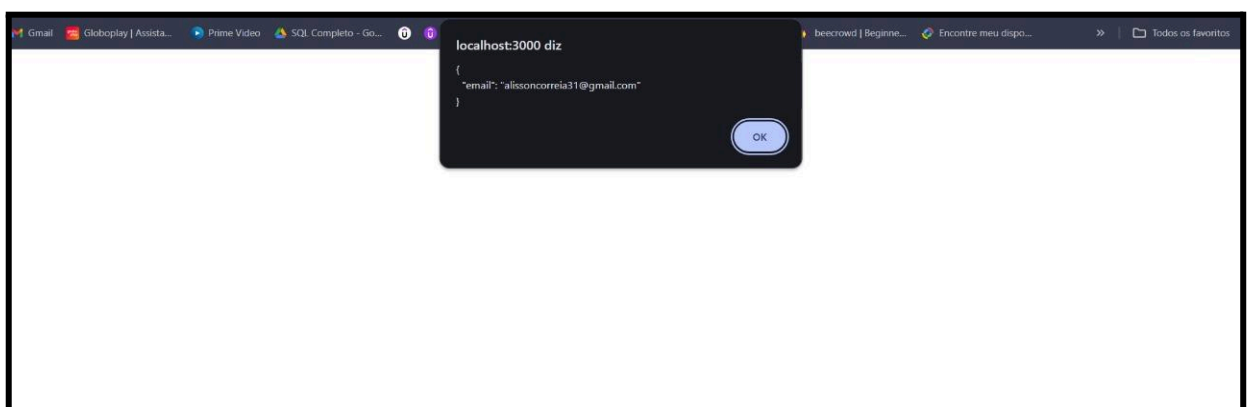 Gmail
Globoplay | Assista...
Prime Video
SQL Completo - Go...
beecrowd | Beginne...
Encontre meu dispo...
»
Todos os favoritos
localhost:3000 diz
{
"email": "alissoncorreia31@gmail.com"
}
OK